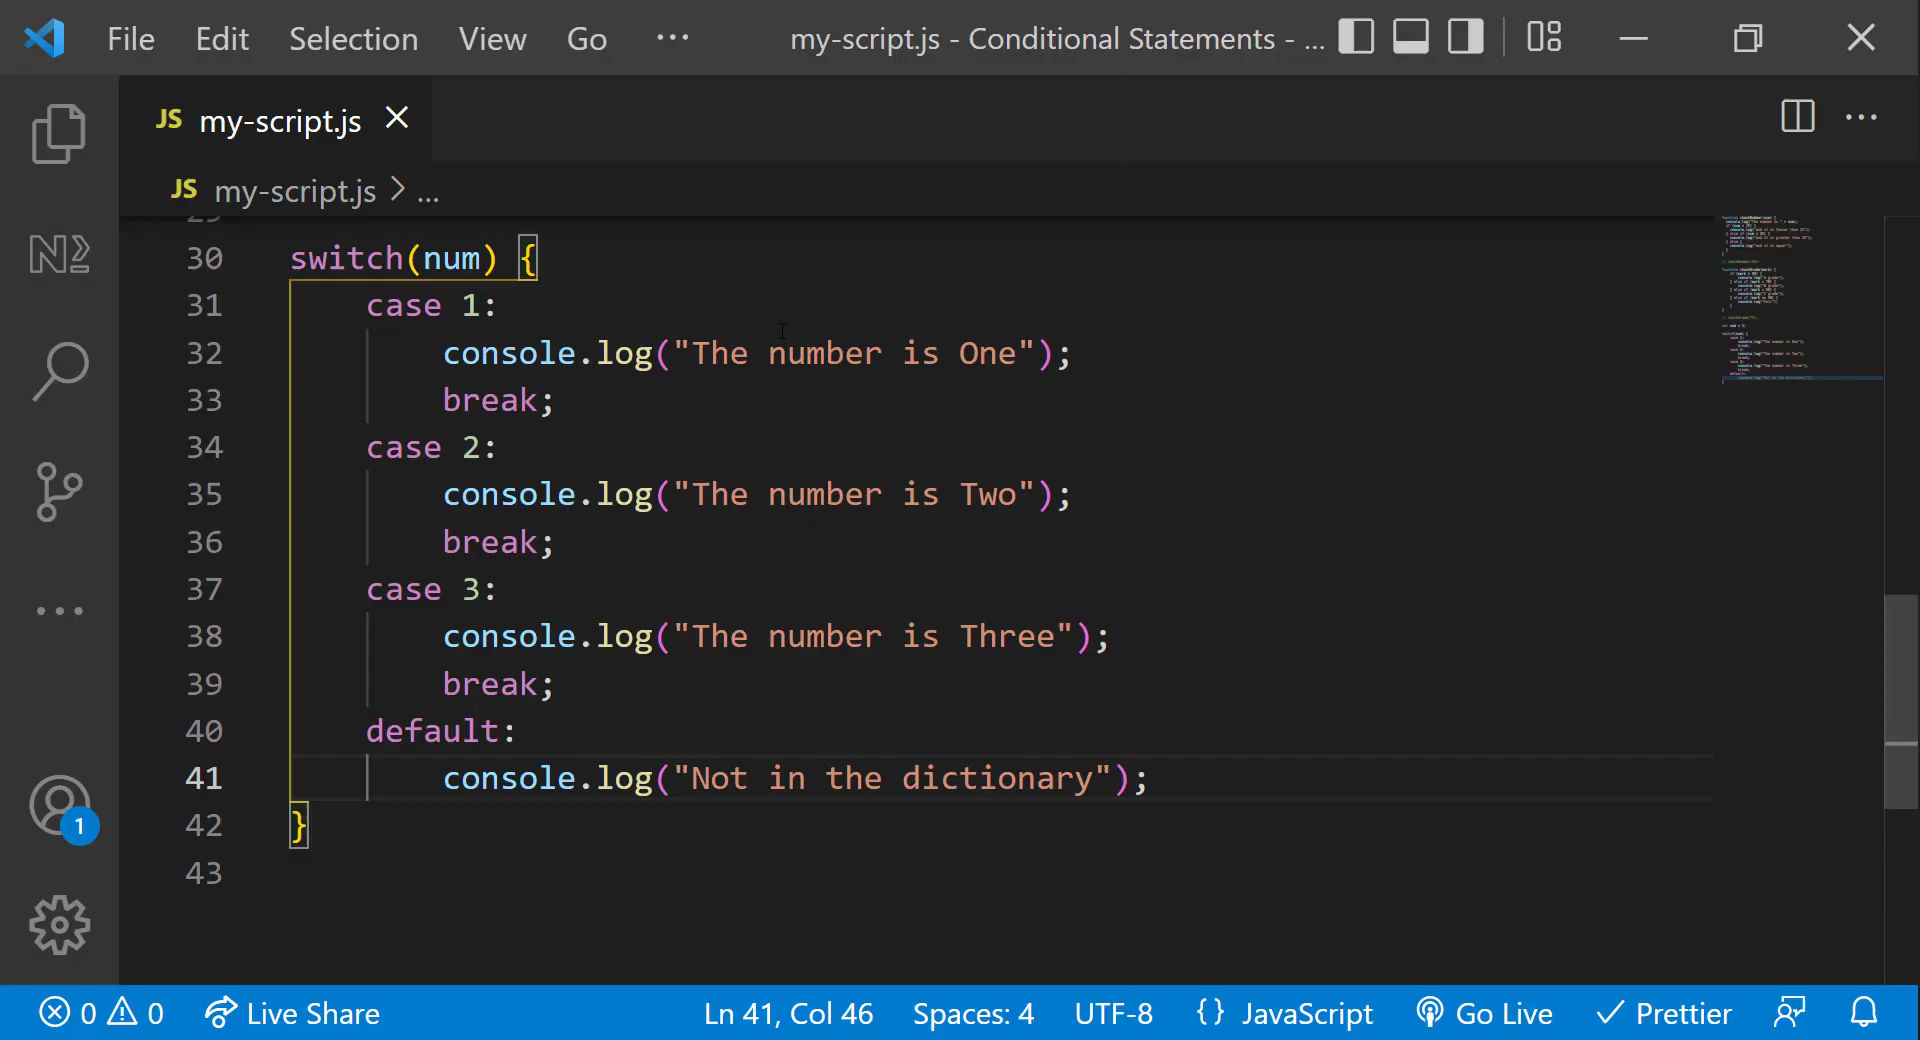 File Edit Selection View Go ··· my-script.js - Conditional Statements - ...
JS my-script.js
JS my-script.js > ...
29
30 switch(num) {
31 case 1:
32 console.log("The number is One");
33 break;
34 case 2:
35 console.log("The number is Two");
36 break;
37 case 3:
38 console.log("The number is Three");
39 break;
40 default:
41 console.log("Not in the dictionary");
42 }
43
1
0 0 Live Share Ln 41, Col 46 Spaces: 4 UTF-8 {} JavaScript Go Live Prettier